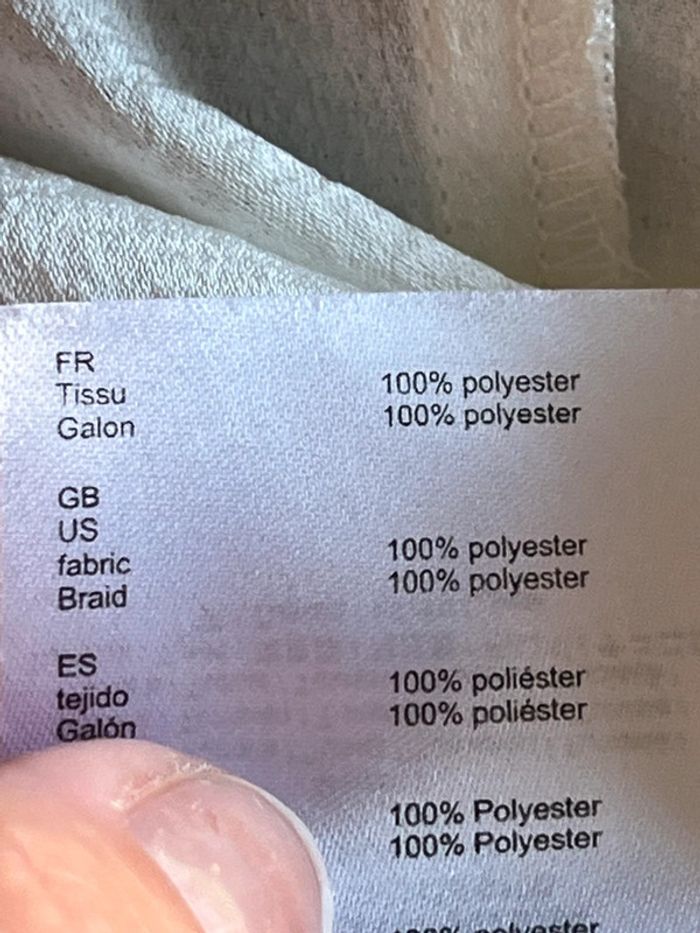 FR
Tissu 100% polyester
Galon 100% polyester
GB
US
fabric 100% polyester
Braid 100% polyester
ES
tejido 100% poliéster
Galón 100% poliéster
100% Polyester
100% Polyester